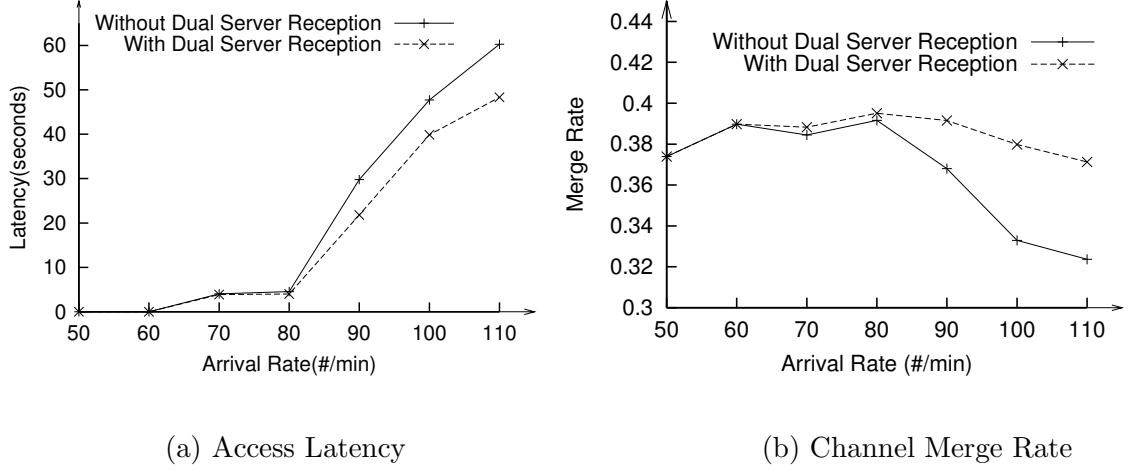 Without Dual Server Reception
With Dual Server Reception
60
50
40
30
20
10
0
50 60 70 80 90 100 110
Latency(seconds)
Arrival Rate(#/min)
(a) Access Latency
0.44
0.42
0.4
0.38
0.36
0.34
0.32
0.3
Without Dual Server Reception
With Dual Server Reception
50 60 70 80 90 100 110
Merge Rate
Arrival Rate (#/min)
(b) Channel Merge Rate